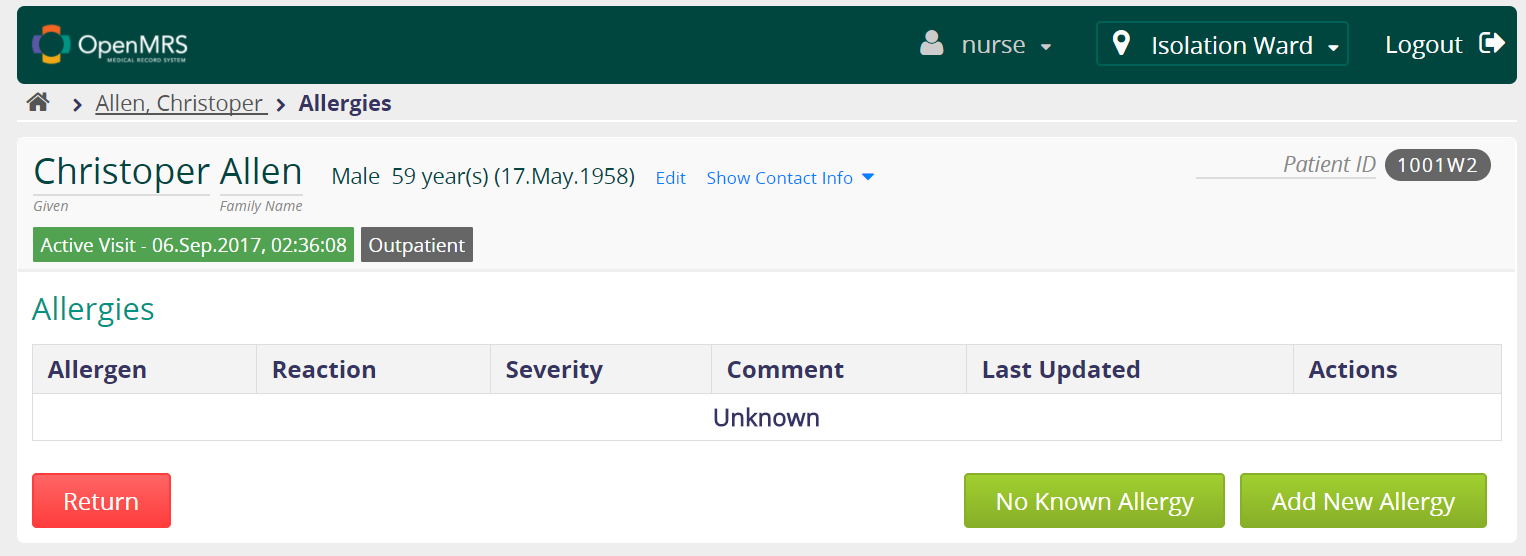 OpenMRS
MEDICAL RECORD SYSTEM
nurse
Isolation Ward
Logout
Allen, Christoper
Allergies
Christoper Allen Male 59 year(s) (17.May.1958) Edit Show Contact Info
Given Family Name
Patient ID 1001W2
Active Visit - 06.Sep.2017, 02:36:08 Outpatient
Allergies
Allergen Reaction Severity Comment Last Updated Actions
Unknown
Return No Known Allergy Add New Allergy